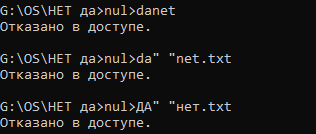 G:\OS\НЕТ да>nul>danet
Отказано в доступе.
G:\OS\НЕТ да>nul>da" "net.txt
Отказано в доступе.
G:\OS\НЕТ да>nul>ДА" "нет.txt
Отказано в доступе.